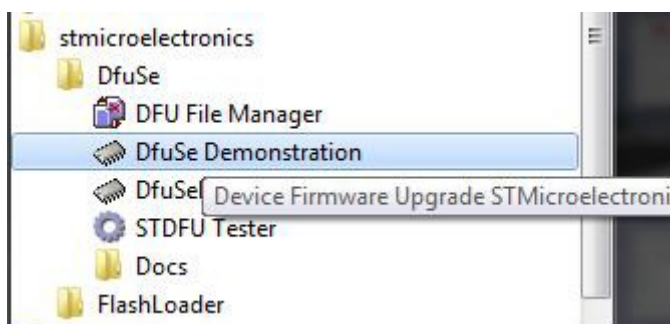 stmicroelectronics
DfuSe
DFU File Manager
DfuSe Demonstration
DfuSe
Device Firmware Upgrade STMicroelectroni
STDFU Tester
Docs
FlashLoader